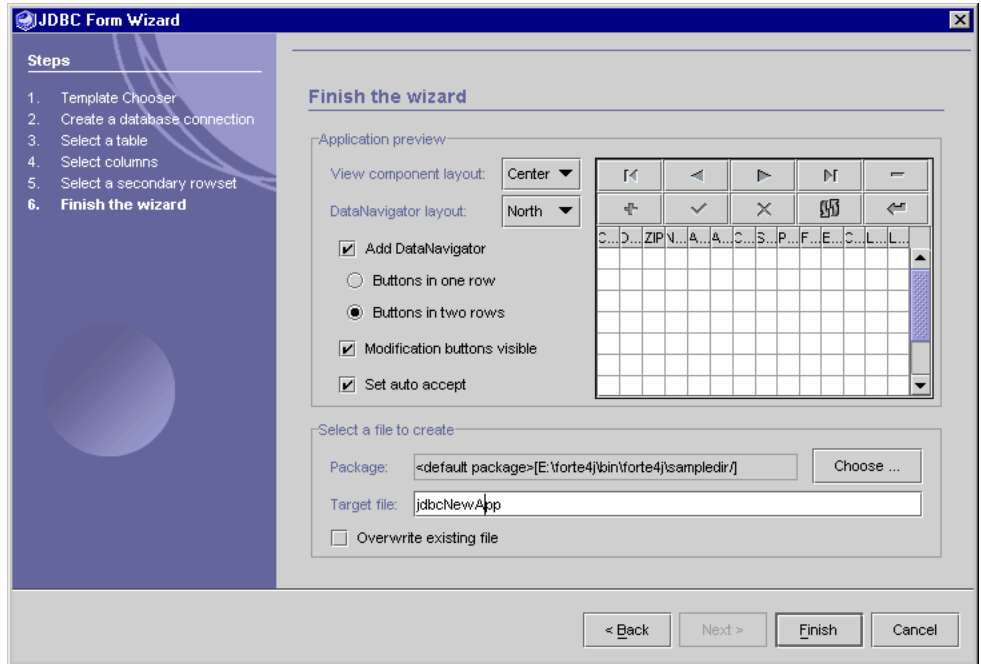 JDBC Form Wizard
Steps
1. Template Chooser
2. Create a database connection
3. Select a table
4. Select columns
5. Select a secondary rowset
6. Finish the wizard
Finish the wizard
Application preview
View component layout: Center
DataNavigator layout: North
Add DataNavigator
Buttons in one row
Buttons in two rows
Modification buttons visible
Set auto accept
C... D... ZIP N... A... A... C... S... P... F... E... C... L... L...
Select a file to create
Package: <default package>[E:\forte4j\bin\forte4j\sampledir/] Choose ...
Target file: jdbcNewApp
Overwrite existing file
< Back Next > Finish Cancel